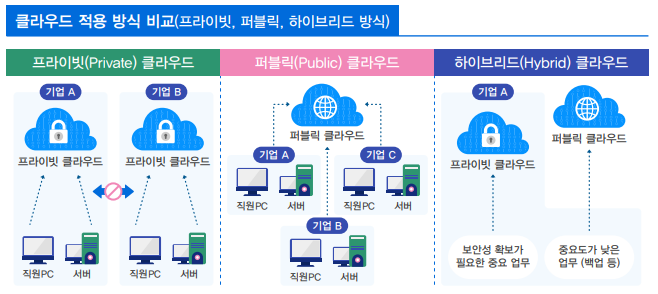 클라우드 적용 방식 비교(프라이빗, 퍼블릭, 하이브리드 방식)
프라이빗(Private) 클라우드
기업 A
프라이빗 클라우드
직원PC
서버
기업 B
프라이빗 클라우드
직원PC
서버
퍼블릭(Public) 클라우드
퍼블릭 클라우드
기업 A
직원PC
서버
기업 C
직원PC
서버
기업 B
직원PC
서버
하이브리드(Hybrid) 클라우드
기업 A
프라이빗 클라우드
보안성 확보가
필요한 중요 업무
퍼블릭 클라우드
중요도가 낮은
업무 (백업 등)